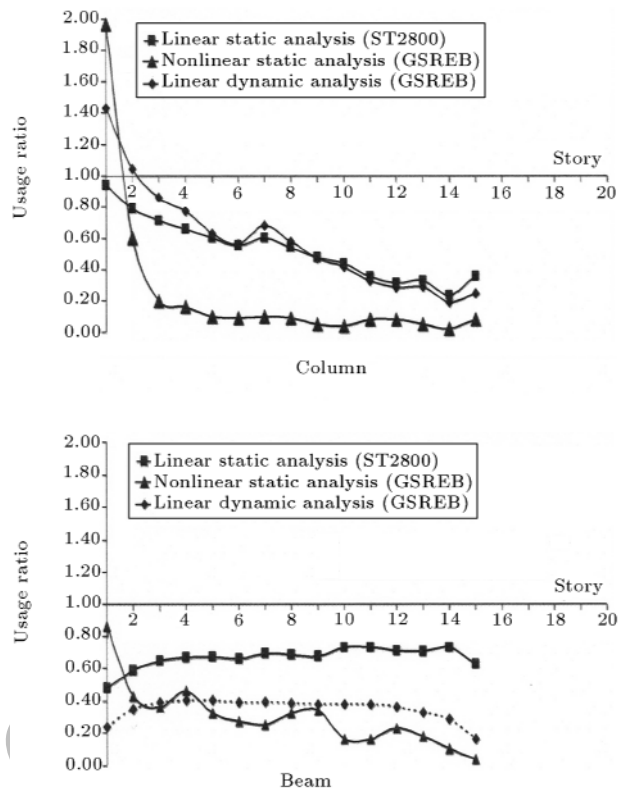 2.00
1.80
1.60
1.40
1.20
1.00
0.80
0.60
0.40
0.20
0.00
Usage ratio
Linear static analysis (ST2800)
Nonlinear static analysis (GSREB)
Linear dynamic analysis (GSREB)
Story
2 4 6 8 10 12 14 16 18 20
Column
2.00
1.80
1.60
1.40
1.20
1.00
0.80
0.60
0.40
0.20
0.00
Usage ratio
Linear static analysis (ST2800)
Nonlinear static analysis (GSREB)
Linear dynamic analysis (GSREB)
Story
2 4 6 8 10 12 14 16 18 20
Beam